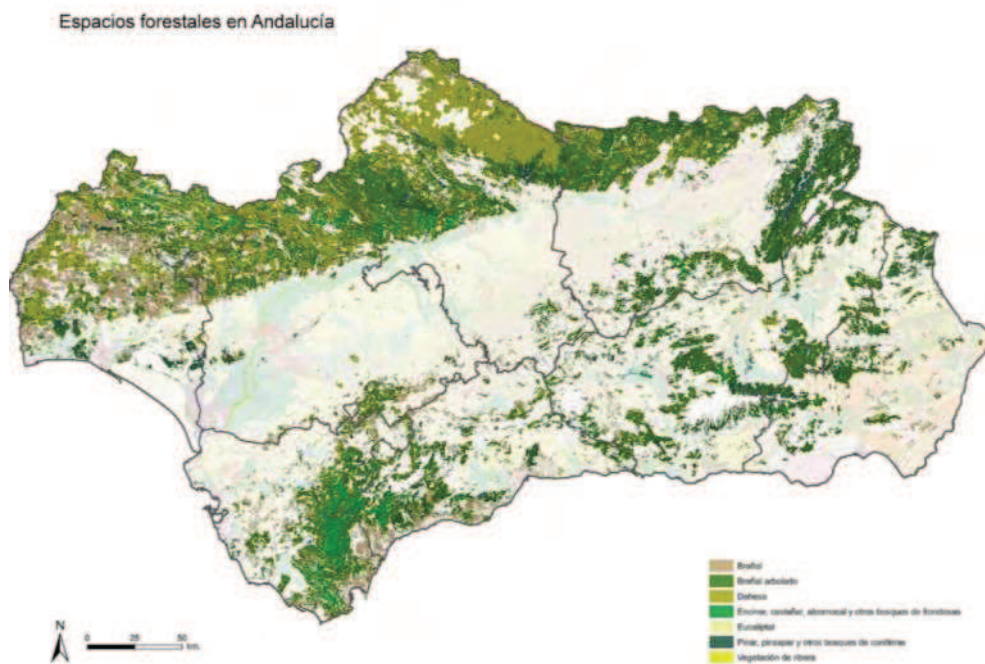 Espacios forestales en Andalucía
Breñal
Breñal arbolado
Dehesa
Encinar, castañar, alcornocal y otros bosques de frondosas
Eucaliptal
Pinar, pinsapar y otros bosques de coníferas
Vegetación de ribera
N
0 25 50
km.